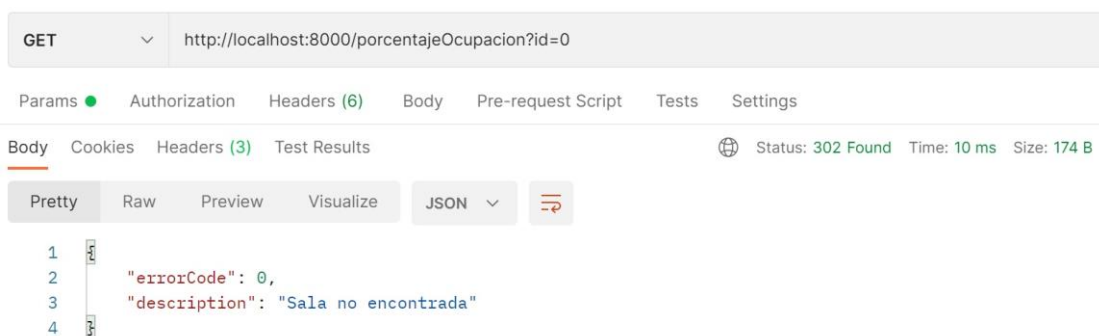 GET http://localhost:8000/porcentajeOcupacion?id=0
Params Authorization Headers (6) Body Pre-request Script Tests Settings
Body Cookies Headers (3) Test Results Status: 302 Found Time: 10 ms Size: 174 B
Pretty Raw Preview Visualize JSON
1 {
2 "errorCode": 0,
3 "description": "Sala no encontrada"
4 }